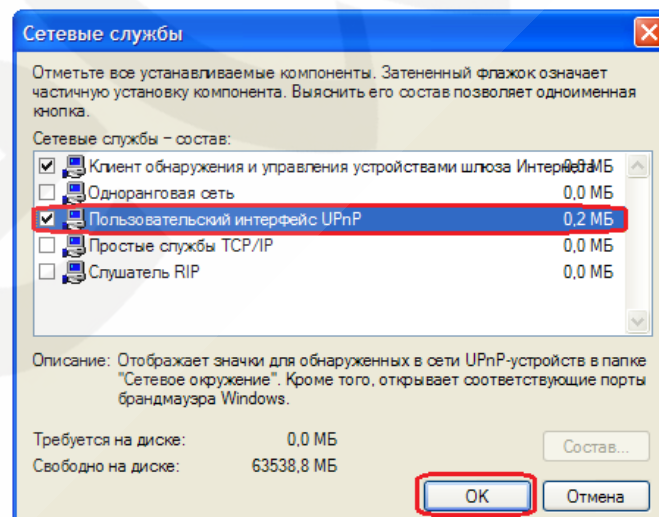 Сетевые службы
Отметьте все устанавливаемые компоненты. Затененный флажок означает
частичную установку компонента. Выяснить его состав позволяет одноименная
кнопка.
Сетевые службы – состав:
Клиент обнаружения и управления устройствами шлюза Интернета 0,0 МБ
Одноранговая сеть 0,0 МБ
Пользовательский интерфейс UPnP 0,2 МБ
Простые службы TCP/IP 0,0 МБ
Слушатель RIP 0,0 МБ
Описание: Отображает значки для обнаруженных в сети UPnP-устройств в папке
"Сетевое окружение". Кроме того, открывает соответствующие порты
брандмауэра Windows.
Требуется на диске: 0,0 МБ
Состав...
Свободно на диске: 63538,8 МБ
OK Отмена